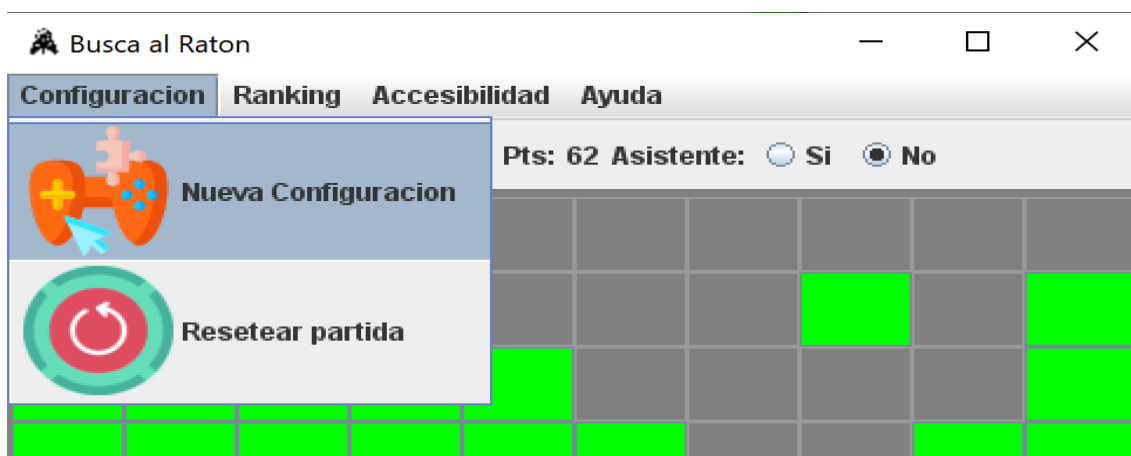 Busca al Raton
Configuracion Ranking Accesibilidad Ayuda
Pts: 62 Asistente: Si No
Nueva Configuracion
Resetear partida